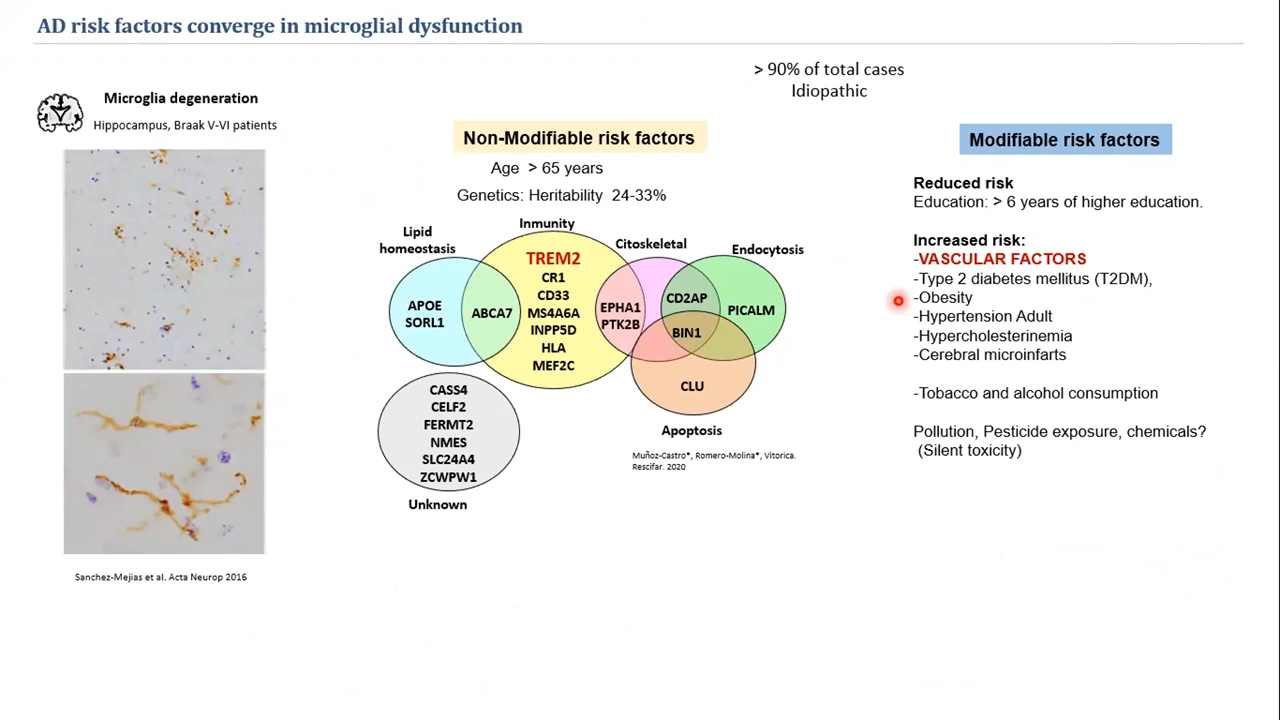 AD risk factors converge in microglial dysfunction
> 90% of total cases
Idiopathic
Microglia degeneration
Hippocampus, Braak V-VI patients
Sanchez-Mejias et al. Acta Neurop 2016
Non-Modifiable risk factors
Age > 65 years
Genetics: Heritability 24-33%
Lipid
homeostasis
Inmunity
Citoskeletal
Endocytosis
APOE
SORL1
ABCA7
TREM2
CR1
CD33
MS4A6A
INPP5D
HLA
MEF2C
EPHA1
PTK2B
CD2AP
BIN1
PICALM
CLU
Apoptosis
CASS4
CELF2
FERMT2
NMES
SLC24A4
ZCWPW1
Unknown
Muñoz-Castro*, Romero-Molina*, Vitorica.
Rescifar. 2020
Modifiable risk factors
Reduced risk
Education: > 6 years of higher education.
Increased risk:
-VASCULAR FACTORS
-Type 2 diabetes mellitus (T2DM),
-Obesity
-Hypertension Adult
-Hypercholesterinemia
-Cerebral microinfarts
-Tobacco and alcohol consumption
Pollution, Pesticide exposure, chemicals?
(Silent toxicity)